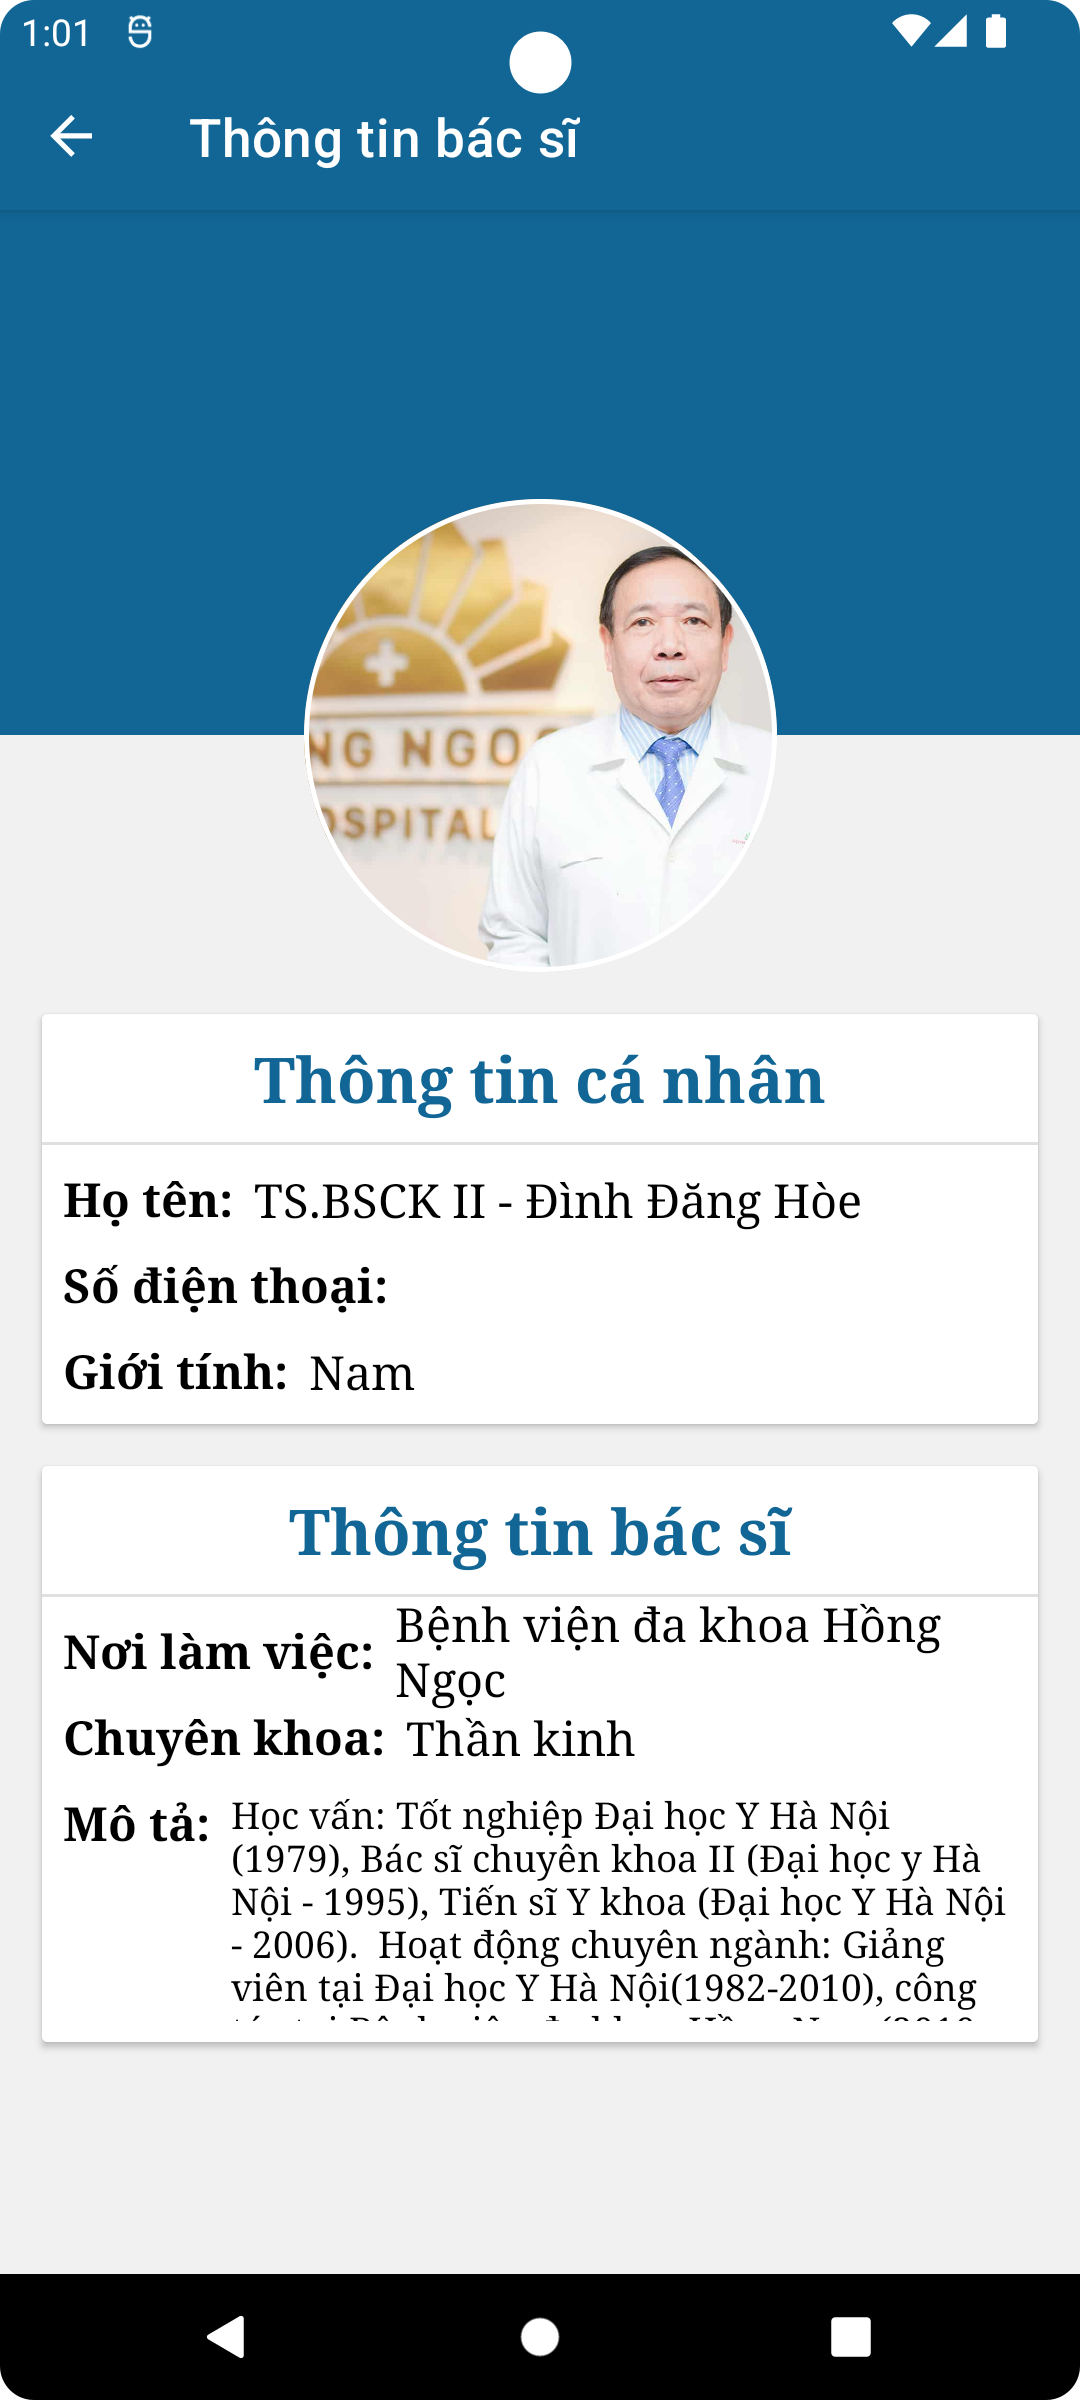 1:01
Thông tin bác sĩ
NG NGO
OSPITAL
Thông tin cá nhân
Họ tên: TS.BSCK II - Đình Đăng Hòe
Số điện thoại:
Giới tính: Nam
Thông tin bác sĩ
Nơi làm việc: Bệnh viện đa khoa Hồng
Ngọc
Chuyên khoa: Thần kinh
Mô tả: Học vấn: Tốt nghiệp Đại học Y Hà Nội
(1979), Bác sĩ chuyên khoa II (Đại học y Hà
Nội - 1995), Tiến sĩ Y khoa (Đại học Y Hà Nội
- 2006).  Hoạt động chuyên ngành: Giảng
viên tại Đại học Y Hà Nội(1982-2010), công